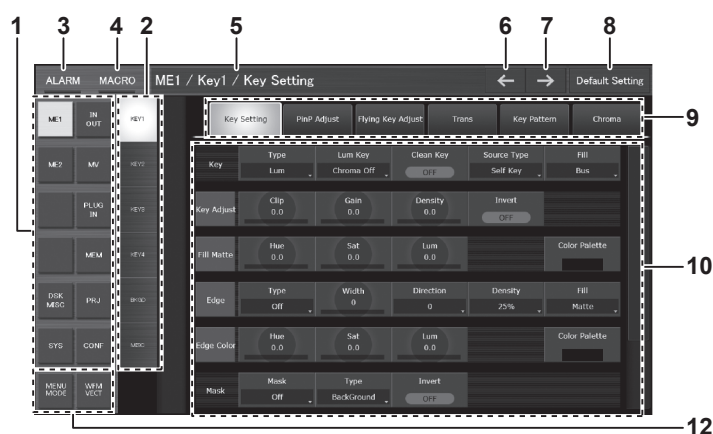 1 3 4 2 5 6 7 8
ALARM MACRO ME1 / Key1 / Key Setting ← → Default Setting
ME1 IN OUT KEY1 Key Setting PinP Adjust Flying Key Adjust Trans Key Pattern Chroma 9
ME2 MV KEY2 Key Type Lum Lum Key Chroma Off Clean Key OFF Source Type Self Key Fill Bus
PLUG IN KEY3 Key Adjust Clip 0.0 Gain 0.0 Density 0.0 Invert OFF
MEM KEY4 Fill Matte Hue 0.0 Sat 0.0 Lum 0.0 Color Palette 10
DSK MISC PRJ BKGD Edge Type Off Width 0 Direction 0 Density 25% Fill Matte
SYS CONF MISC Edge Color Hue 0.0 Sat 0.0 Lum 0.0 Color Palette
MENU MODE WFM VECT Mask Mask Off Type BackGround Invert OFF
12